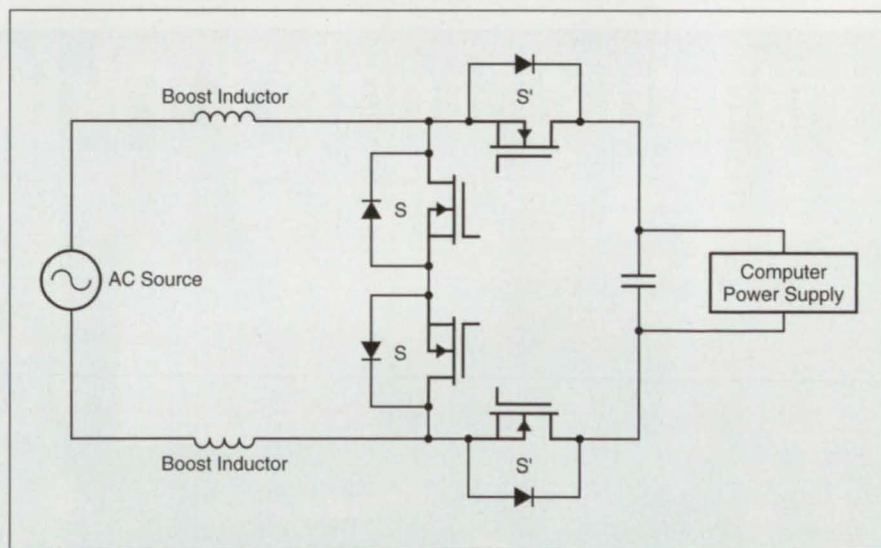 S'
Boost Inductor
S
AC Source
Computer
Power Supply
S
Boost Inductor
S'